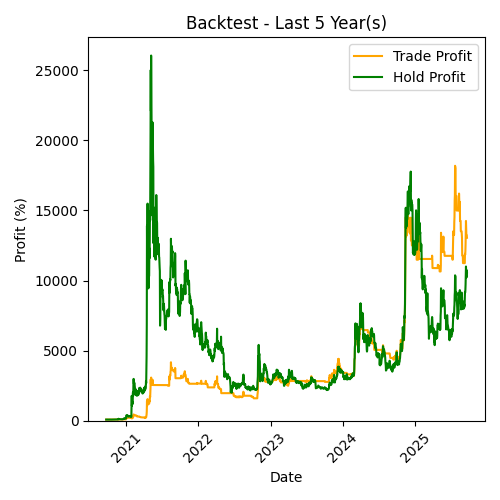 Backtest - Last 5 Year(s)
Trade Profit
Hold Profit
Profit (%)
25000
20000
15000
10000
5000
0
2021
2022
2023
2024
2025
Date